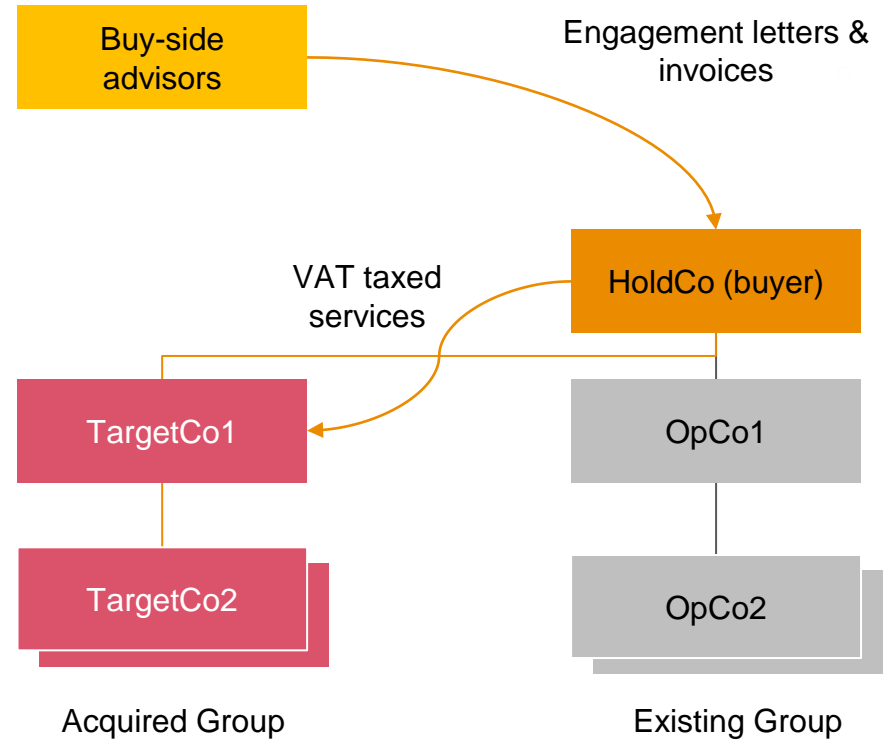 Buy-side
advisors
Engagement letters &
invoices
HoldCo (buyer)
VAT taxed
services
TargetCo1
OpCo1
TargetCo2
OpCo2
Acquired Group
Existing Group